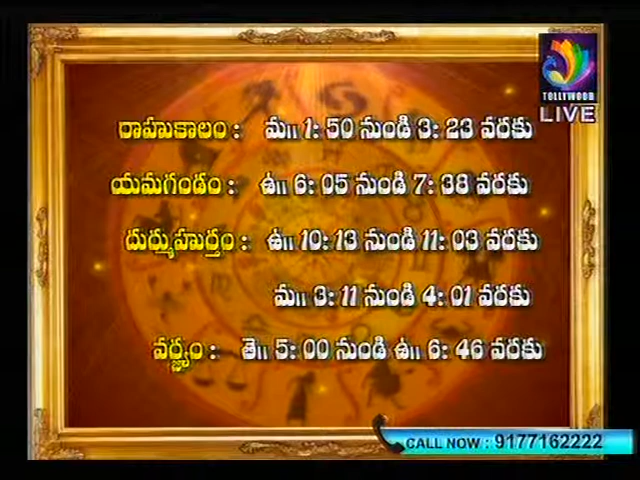 TOLLYWOOD
LIVE
రాహుకాలం : మ॥ 1: 50 నుండి 3: 23 వరకు
యమగండం : ఉ॥ 6: 05 నుండి 7: 38 వరకు
దుర్ముహుర్తం : ఉ॥ 10: 13 నుండి 11: 03 వరకు
మ॥ 3: 11 నుండి 4: 01 వరకు
వర్జ్యం : తె॥ 5: 00 నుండి ఉ॥ 6: 46 వరకు
CALL NOW : 9177162222